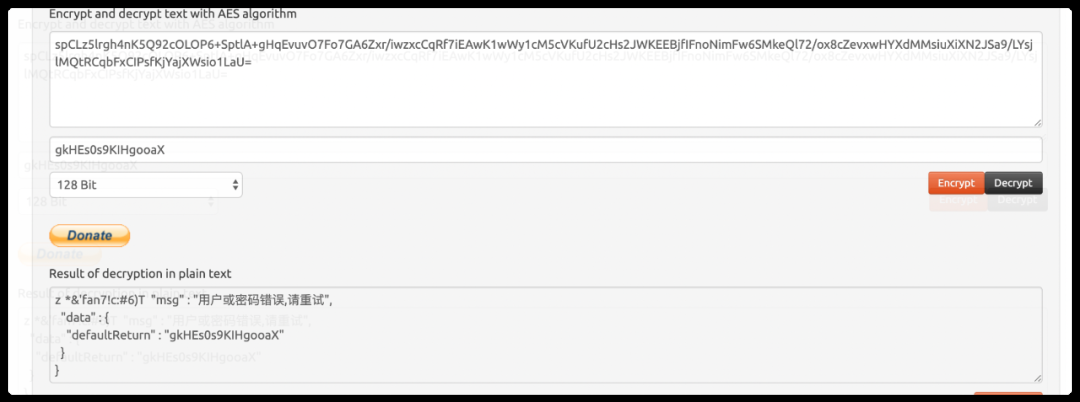 Encrypt and decrypt text with AES algorithm
spCLz5lrgh4nK5Q92cOLOP6+SptlA+gHqEvuvO7Fo7GA6Zxr/iwzxcCqRf7iEAwK1wWy1cM5cVKufU2cHs2JWKEEBjfIFnoNimFw6SMkeQl72/ox8cZevxwHYXdMMsiuXiXN2JSa9/LYsj
lMQtRCqbFxCIPsfKjYajXWsio1LaU=
gkHEs0s9KIHgooaX
128 Bit
Encrypt
Decrypt
Donate
Result of decryption in plain text
z *&'fan7!c:#6)T "msg" : "用户或密码错误,请重试",
"data" : {
"defaultReturn" : "gkHEs0s9KIHgooaX"
}
}